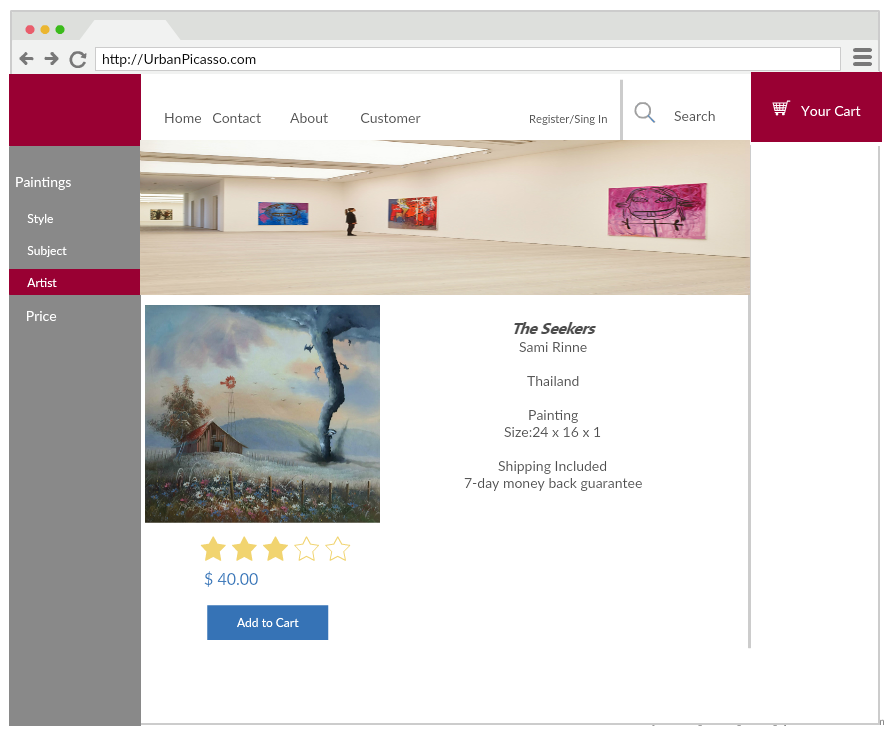 http://UrbanPicasso.com
Home Contact About Customer Register/Sing In Search Your Cart
Paintings
Style
Subject
Artist
Price
The Seekers
Sami Rinne
Thailand
Painting
Size:24 x 16 x 1
Shipping Included
7-day money back guarantee
$ 40.00
Add to Cart